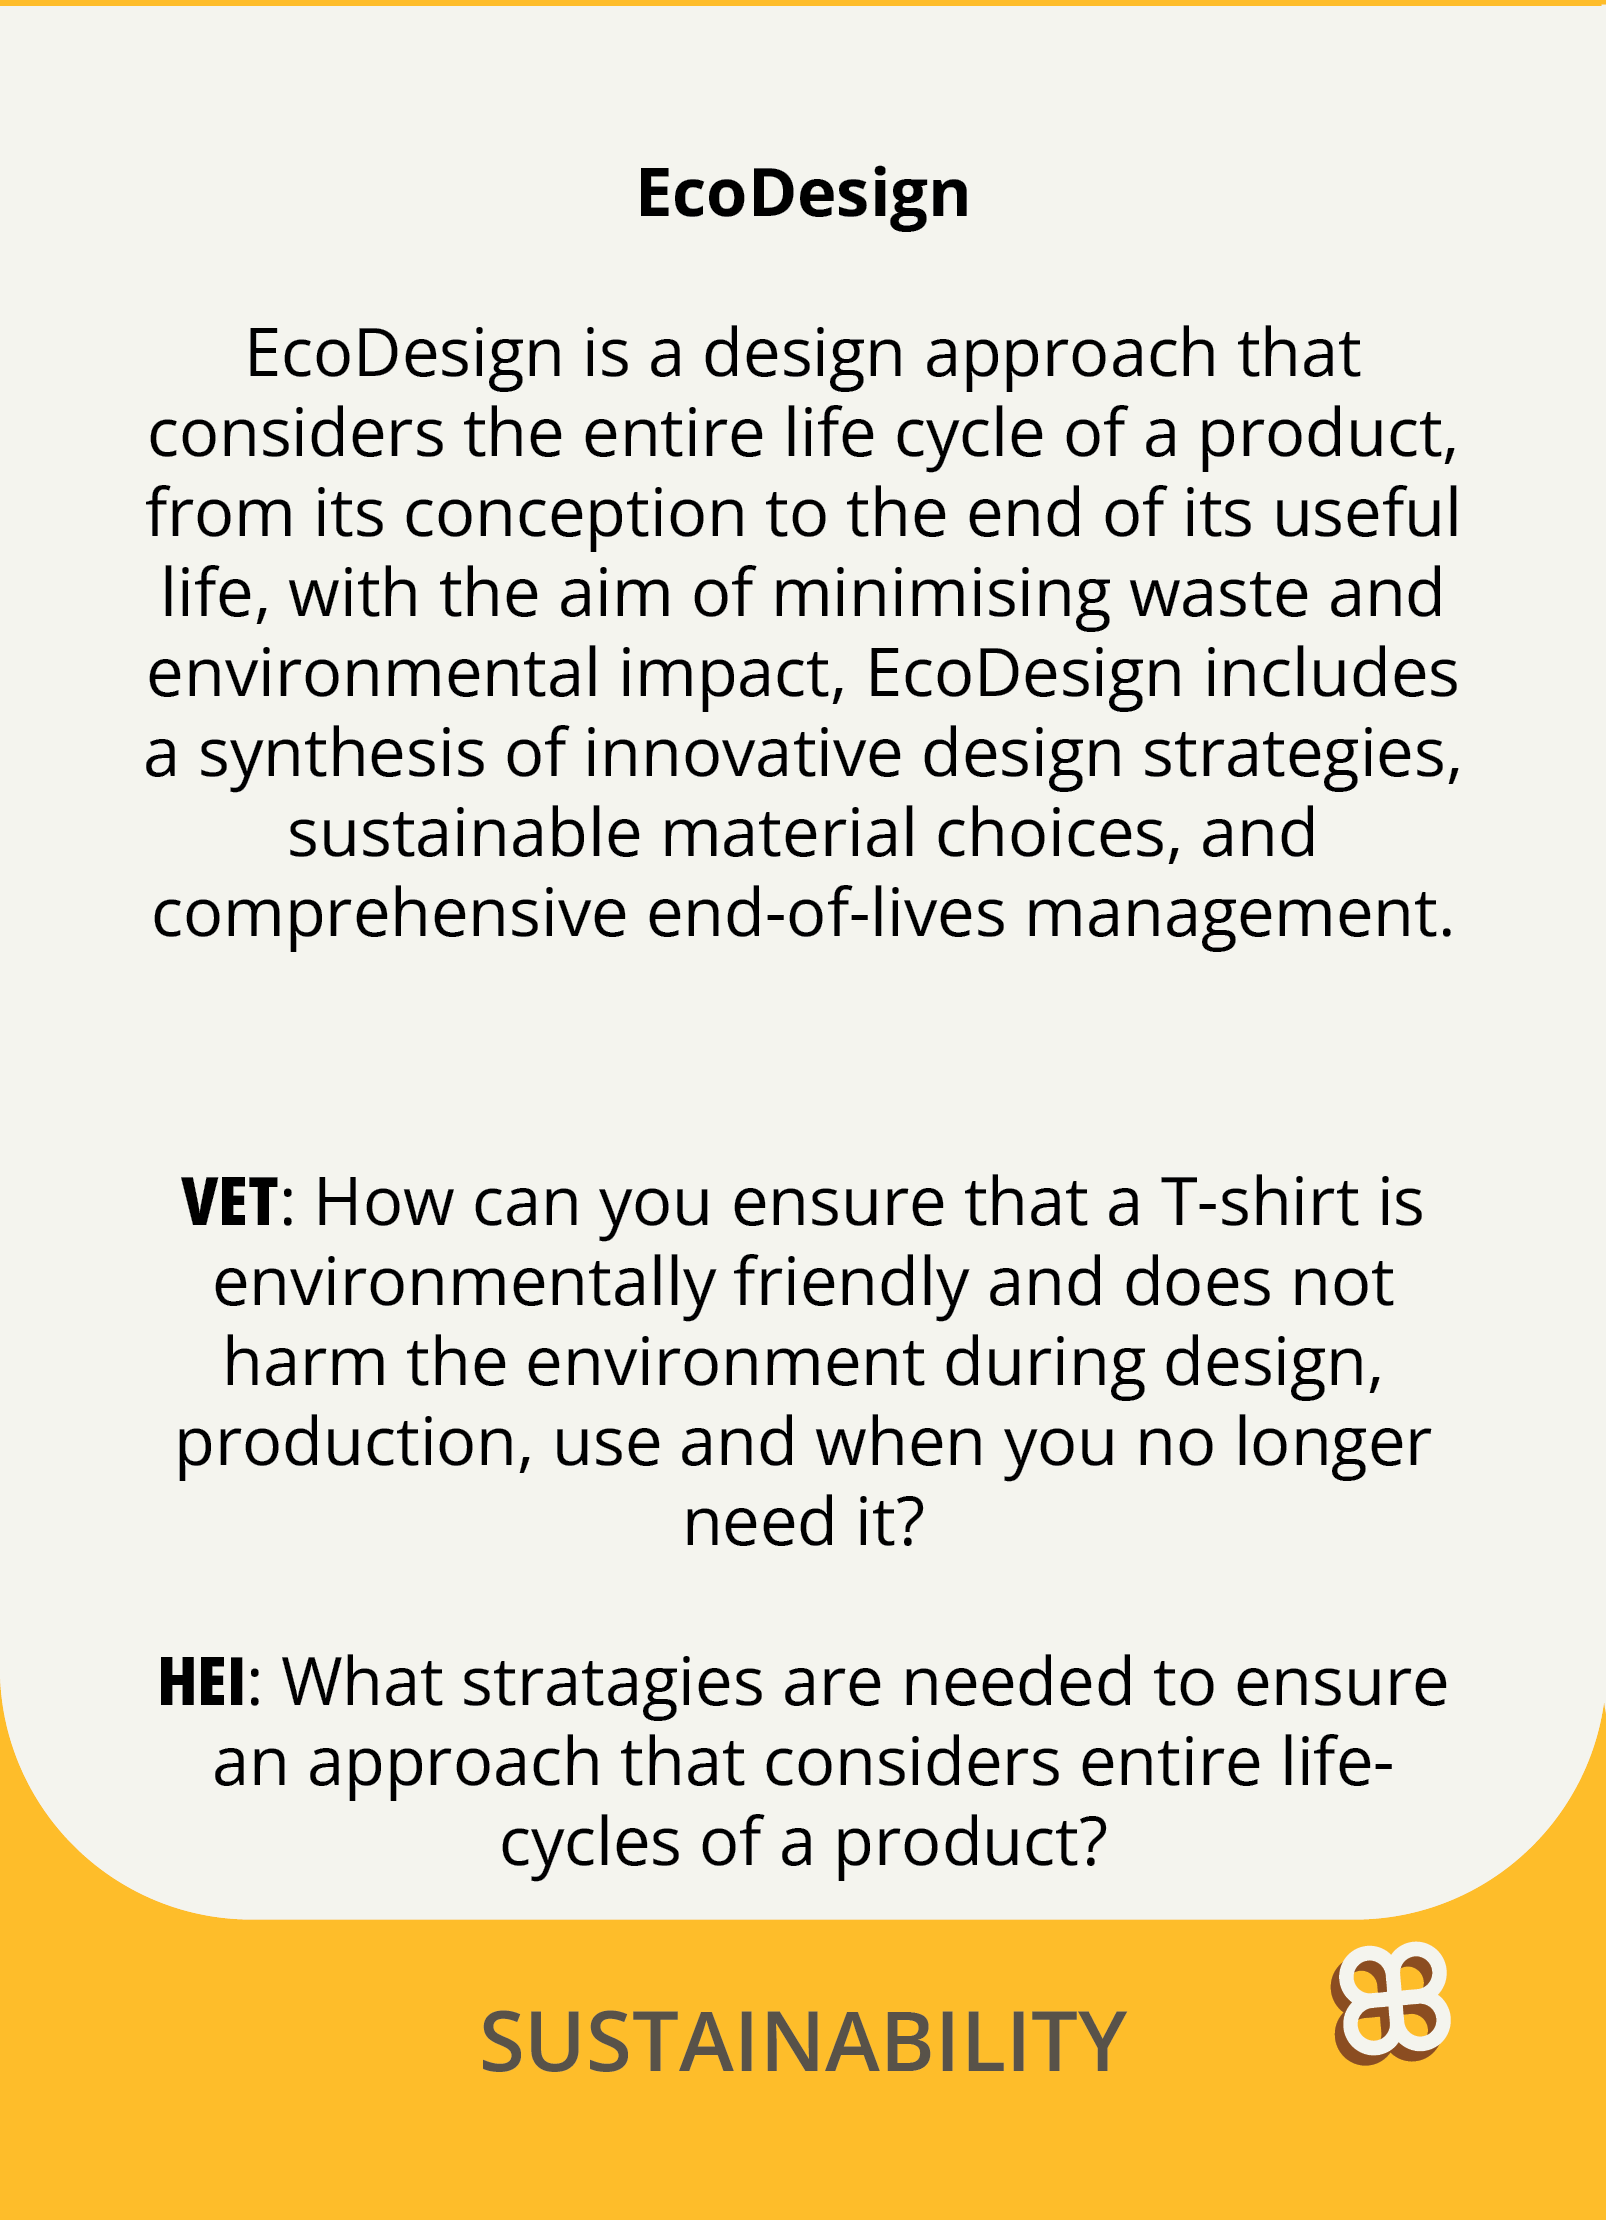 EcoDesign
EcoDesign is a design approach that
considers the entire life cycle of a product,
from its conception to the end of its useful
life, with the aim of minimising waste and
environmental impact, EcoDesign includes
a synthesis of innovative design strategies,
sustainable material choices, and
comprehensive end-of-lives management.
VET: How can you ensure that a T-shirt is
environmentally friendly and does not
harm the environment during design,
production, use and when you no longer
need it?
HEI: What stratagies are needed to ensure
an approach that considers entire life-
cycles of a product?
SUSTAINABILITY